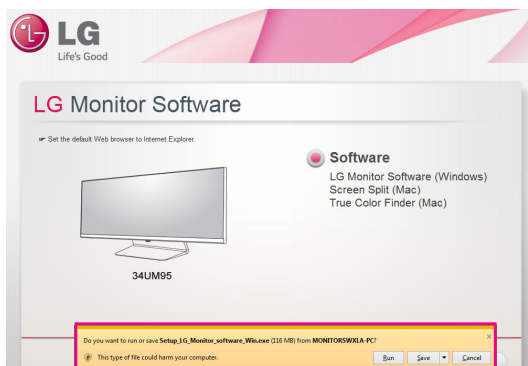 LG
Life's Good
LG Monitor Software
☞ Set the default Web browser to Internet Explorer.
Software
LG Monitor Software (Windows)
Screen Split (Mac)
True Color Finder (Mac)
34UM95
Do you want to run or save Setup_LG_Monitor_software_Win.exe (116 MB) from MONITORSWXLA-PC?
This type of file could harm your computer.
Run Save Cancel